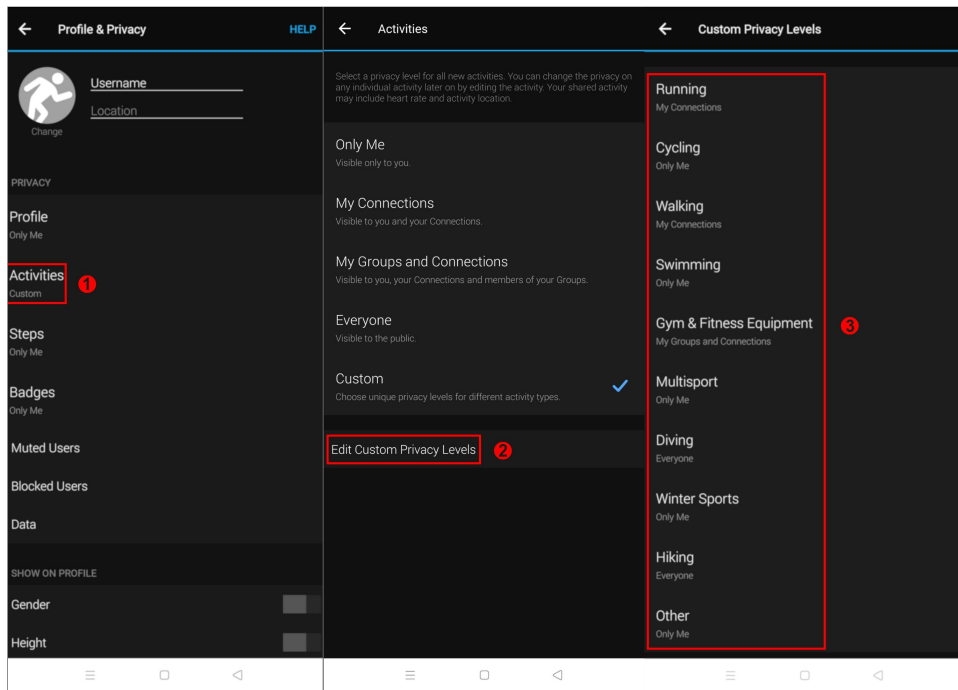 Profile & Privacy
HELP
Username
Location
Change
PRIVACY
Profile
Only Me
Activities
Custom
1
Steps
Only Me
Badges
Only Me
Muted Users
Blocked Users
Data
SHOW ON PROFILE
Gender
Height
Activities
Select a privacy level for all new activities. You can change the privacy on
any individual activity later on by editing the activity. Your shared activity
may include heart rate and activity location.
Only Me
Visible only to you.
My Connections
Visible to you and your Connections.
My Groups and Connections
Visible to you, your Connections and members of your Groups.
Everyone
Visible to the public.
Custom
Choose unique privacy levels for different activity types.
Edit Custom Privacy Levels
2
Custom Privacy Levels
Running
My Connections
Cycling
Only Me
Walking
My Connections
Swimming
Only Me
Gym & Fitness Equipment
My Groups and Connections
3
Multisport
Only Me
Diving
Everyone
Winter Sports
Only Me
Hiking
Everyone
Other
Only Me